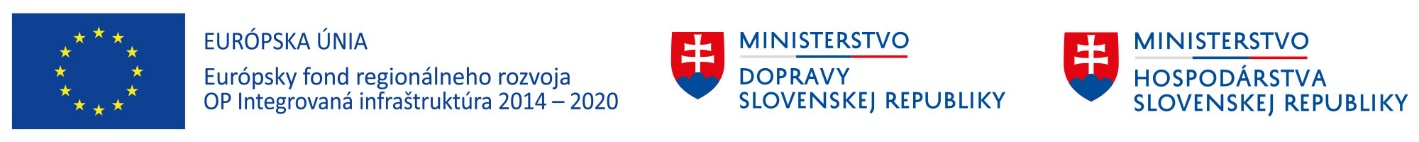 EURÓPSKA ÚNIA
Európsky fond regionálneho rozvoja
OP Integrovaná infraštruktúra 2014 – 2020
MINISTERSTVO
DOPRAVY
SLOVENSKEJ REPUBLIKY
MINISTERSTVO
HOSPODÁRSTVA
SLOVENSKEJ REPUBLIKY